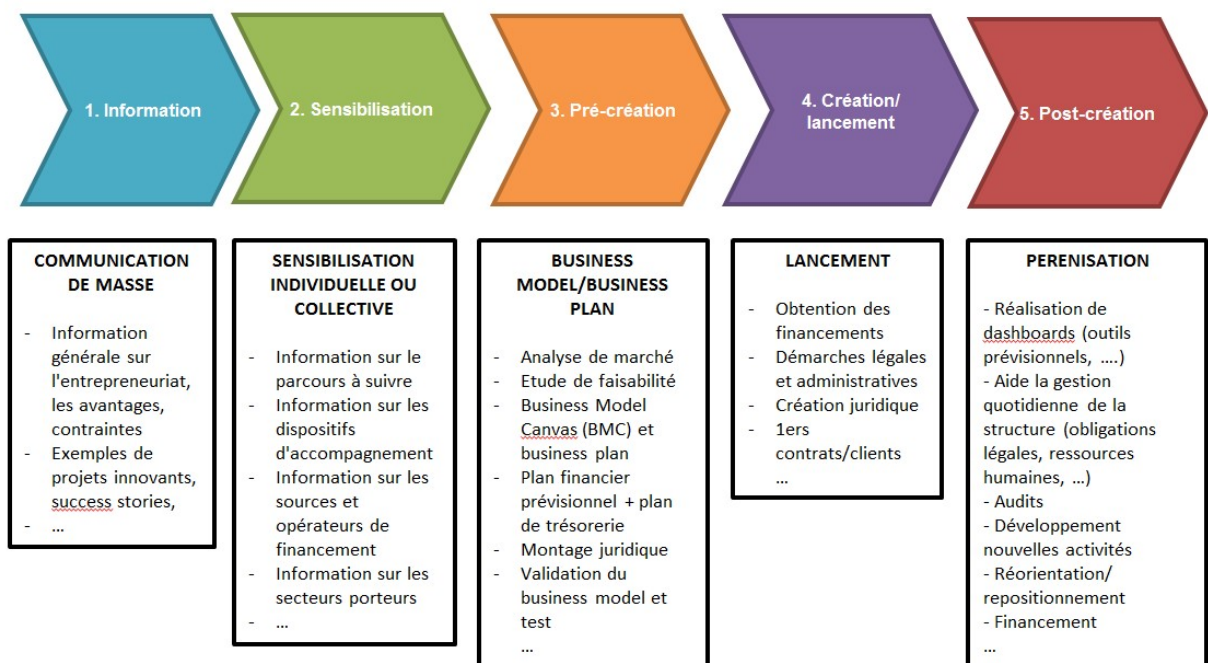 1. Information
2. Sensibilisation
3. Pré-création
4. Création/
lancement
5. Post-création
COMMUNICATION
DE MASSE
- Information
générale sur
l'entrepreneuriat,
les avantages,
contraintes
- Exemples de
projets innovants,
success stories,
- ...
SENSIBILISATION
INDIVIDUELLE OU
COLLECTIVE
- Information sur le
parcours à suivre
- Information sur les
dispositifs
d'accompagnement
- Information sur les
sources et
opérateurs de
financement
- Information sur les
secteurs porteurs
- ...
BUSINESS
MODEL/BUSINESS
PLAN
- Analyse de marché
- Etude de faisabilité
- Business Model
Canvas (BMC) et
business plan
- Plan financier
prévisionnel + plan
de trésorerie
- Montage juridique
- Validation du
business model et
test
...
LANCEMENT
- Obtention des
financements
- Démarches légales
et administratives
- Création juridique
- 1ers
contrats/clients
...
PERENISATION
- Réalisation de
dashboards (outils
prévisionnels, ....)
- Aide la gestion
quotidienne de la
structure (obligations
légales, ressources
humaines, ...)
- Audits
- Développement
nouvelles activités
- Réorientation/
repositionnement
- Financement
...